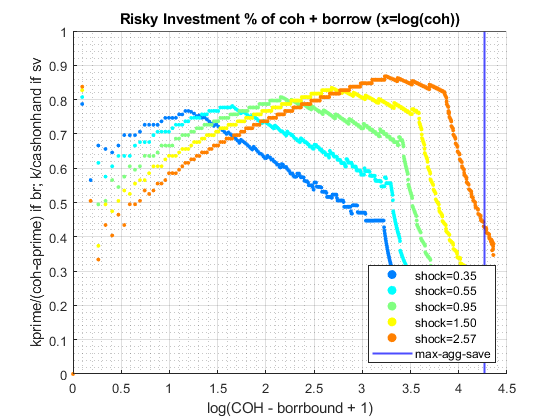 Risky Investment % of coh + borrow (x=log(coh))
kprime/(coh-aprime) if br; k/cashonhand if sv
1
0.9
0.8
0.7
0.6
0.5
0.4
0.3
0.2
0.1
0
0 0.5 1 1.5 2 2.5 3 3.5 4 4.5
log(COH - borrbound + 1)
shock=0.35
shock=0.55
shock=0.95
shock=1.50
shock=2.57
max-agg-save